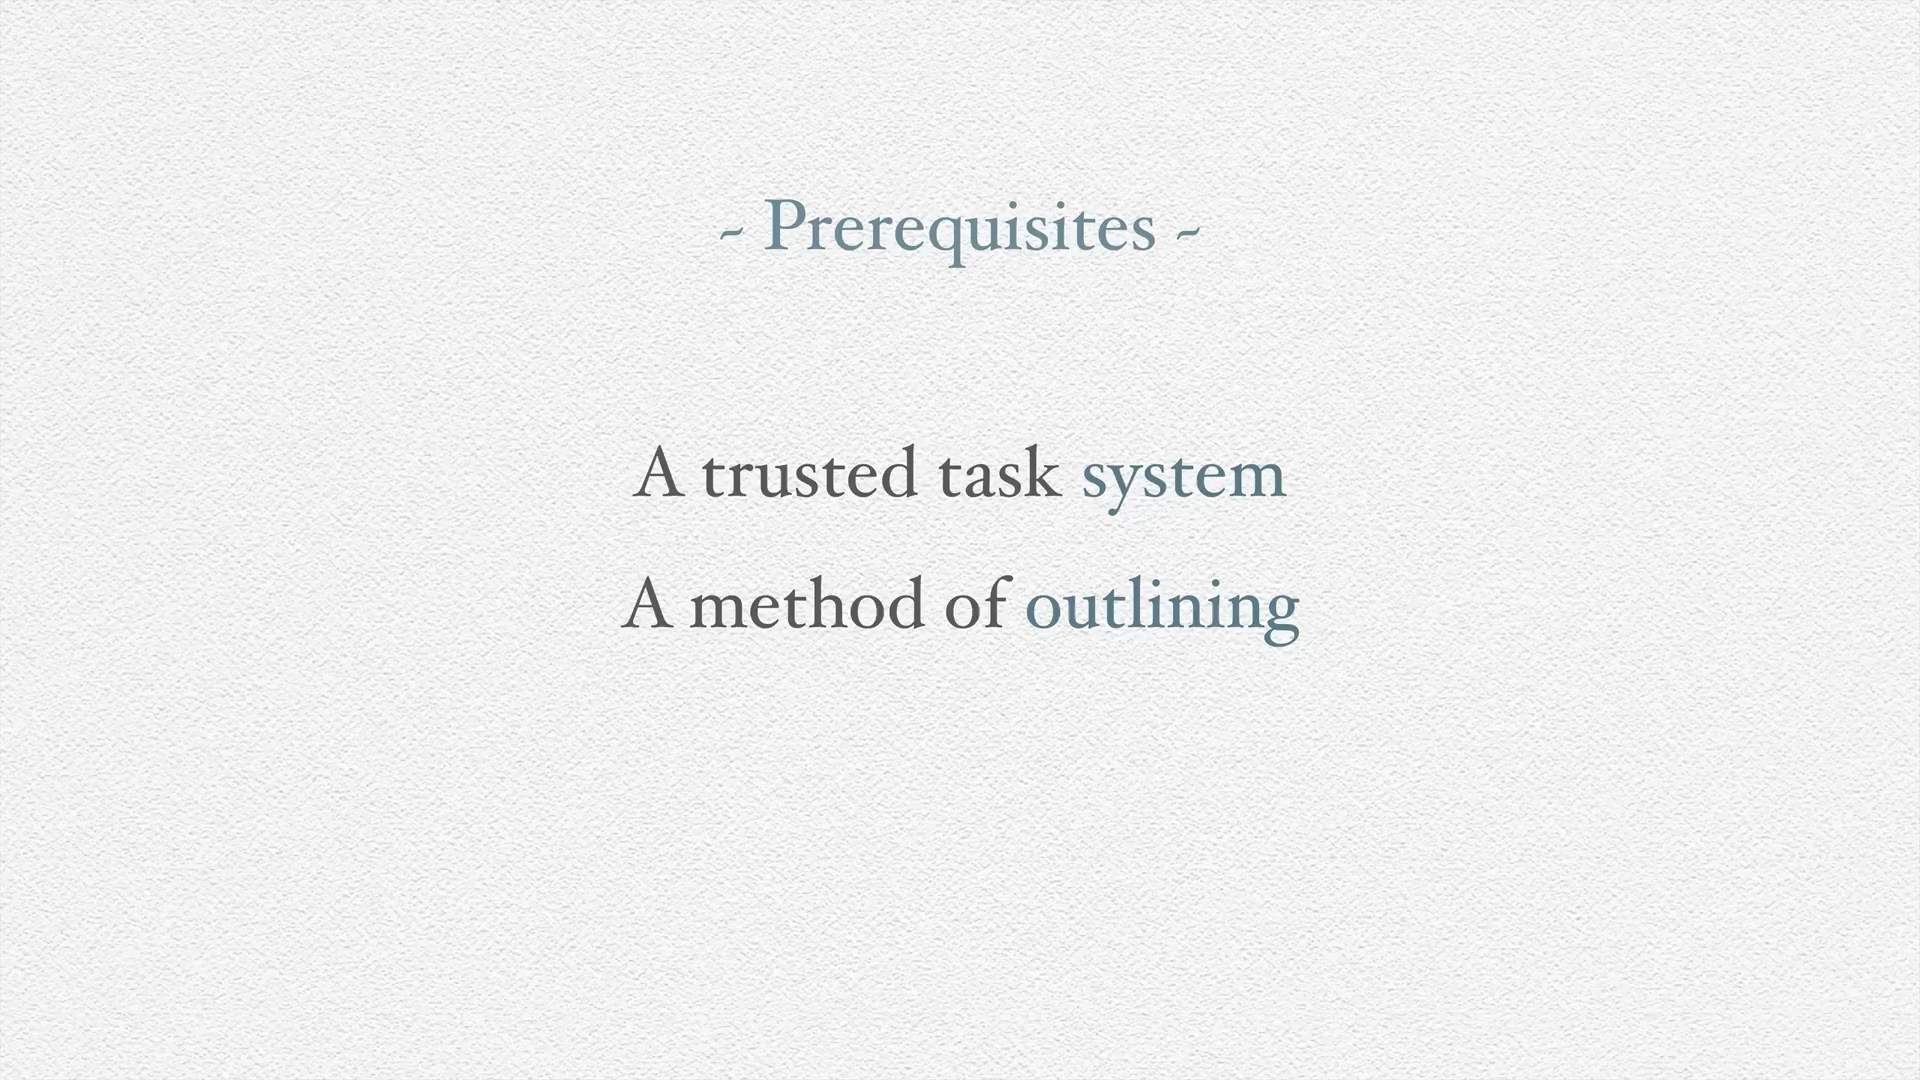 ~ Prerequisites ~
A trusted task system
A method of outlining